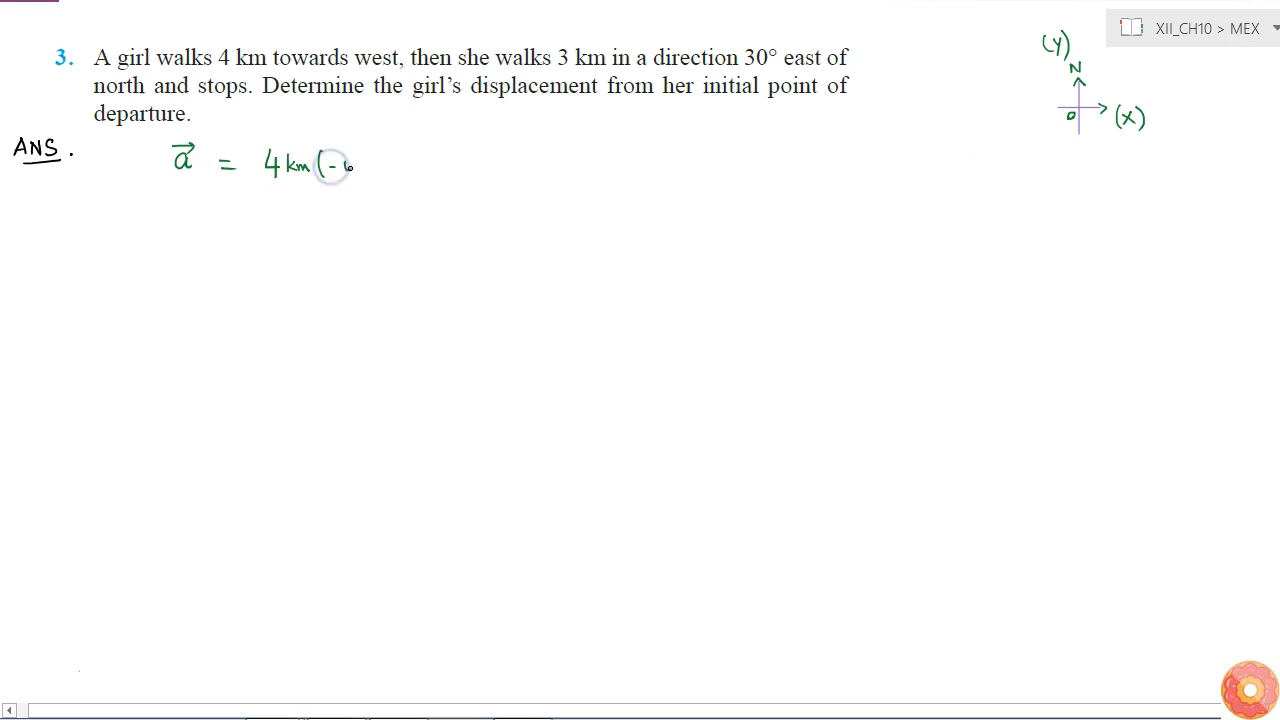 XII_CH10 > MEX
(Y)
N
O
(X)
3. A girl walks 4 km towards west, then she walks 3 km in a direction 30° east of
north and stops. Determine the girl’s displacement from her initial point of
departure.
ANS.
a⃗ = 4 km (-